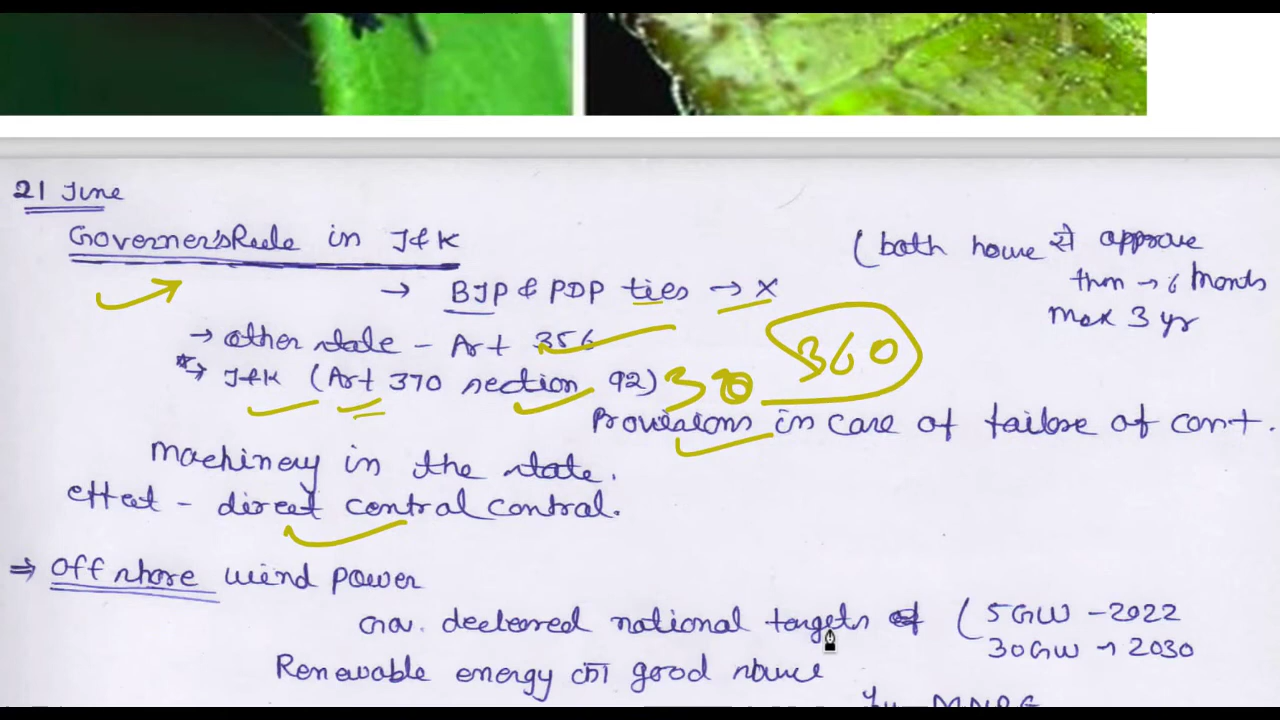 21 June
Governer'sRule in J&K
(both house से approve
then → 6 Months
Max 3 yr
→ BJP & PDP ties → X
→ other state - Art 356
*→ J&K (Art 370 section 92) 370 360
Provisions in case of failure of const.
Machinery in the state.
effect - direct central control.
⇒ Off shore wind power
Gov. declared national targets of (5GW - 2022
30GW → 2030
Renewable energy का good source